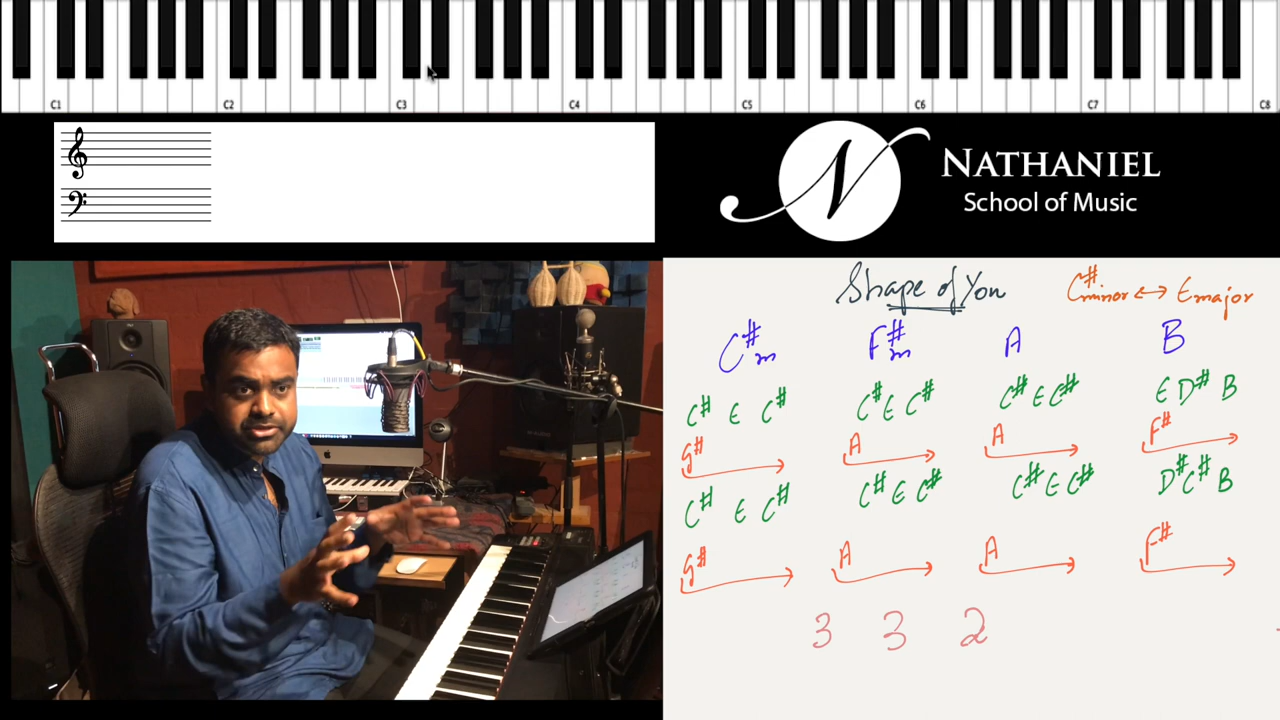 C1 C2 C3 C4 C5 C6 C7 C8
NATHANIEL
School of Music
Shape of You
C#minor ↔ Emajor
C#m F#m A B
C# E C# C# E C# C# E C# E D# B
G# A A F#
C# E C# C# E C# C# E C# D# C# B
G# A A F#
3 3 2